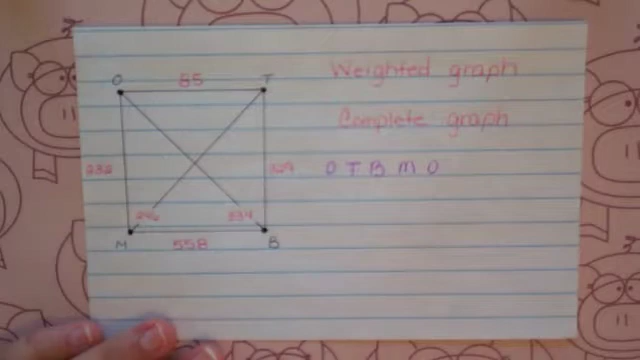 O 85 T
Weighted graph
Complete graph
O T B M O
M 558 B